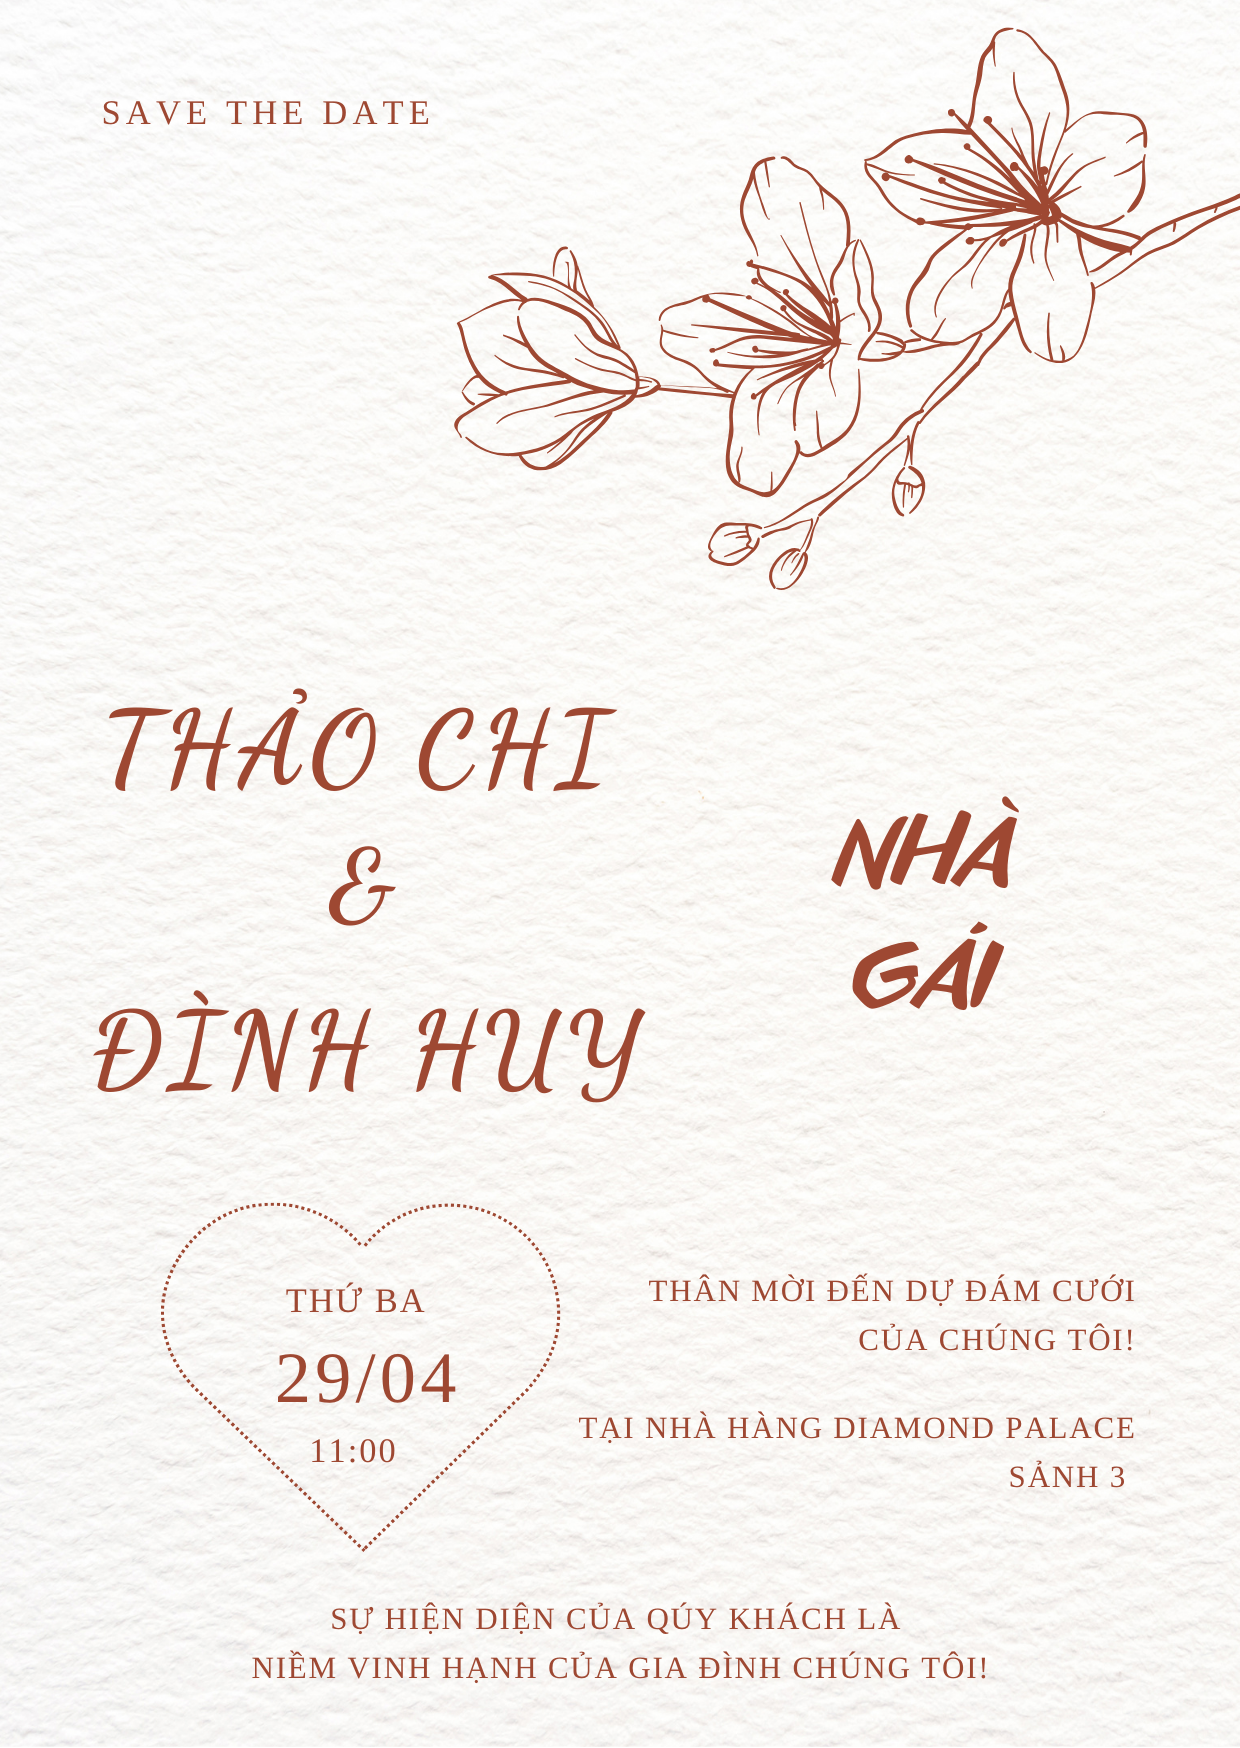 SAVE THE DATE
THẢO CHI
&
ĐÌNH HUY
NHÀ
GÁI
THỨ BA
29/04
11:00
THÂN MỜI ĐẾN DỰ ĐÁM CƯỚI
CỦA CHÚNG TÔI!
TẠI NHÀ HÀNG DIAMOND PALACE
SẢNH 3
SỰ HIỆN DIỆN CỦA QÚY KHÁCH LÀ
NIỀM VINH HẠNH CỦA GIA ĐÌNH CHÚNG TÔI!